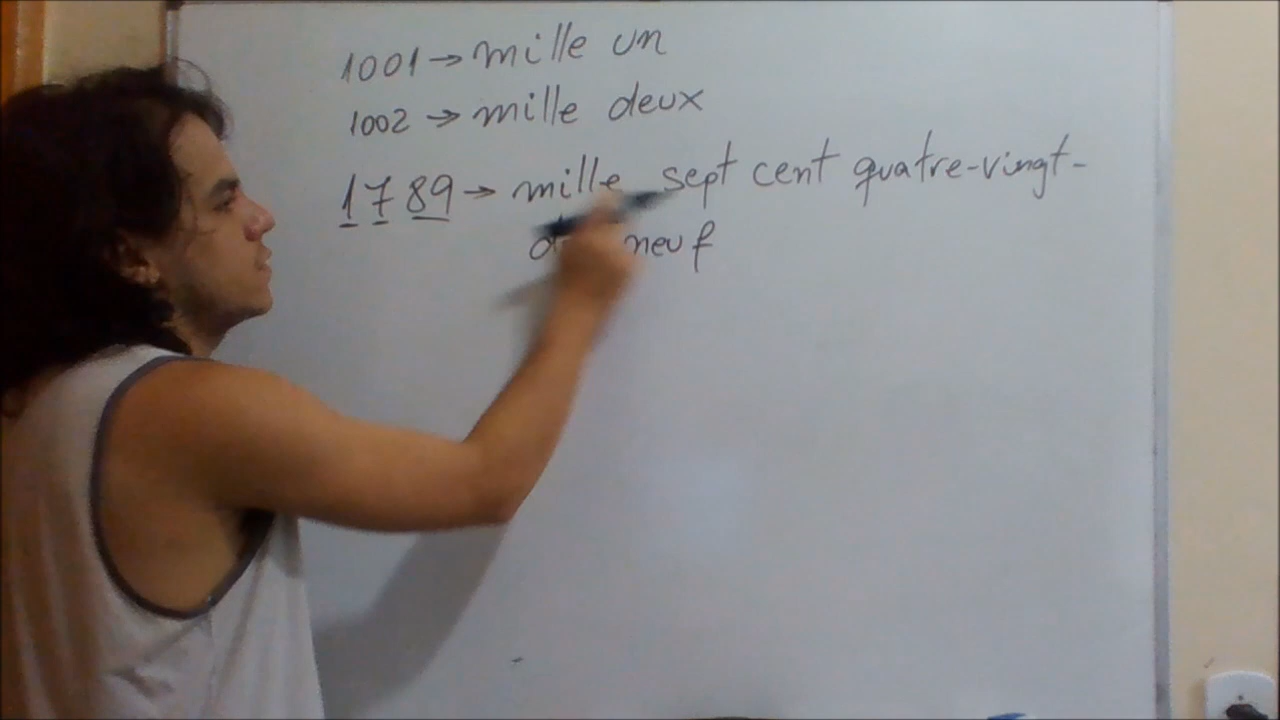 1001 → mille un
1002 → mille deux
1789 → mille sept cent quatre-vingt-
neuf